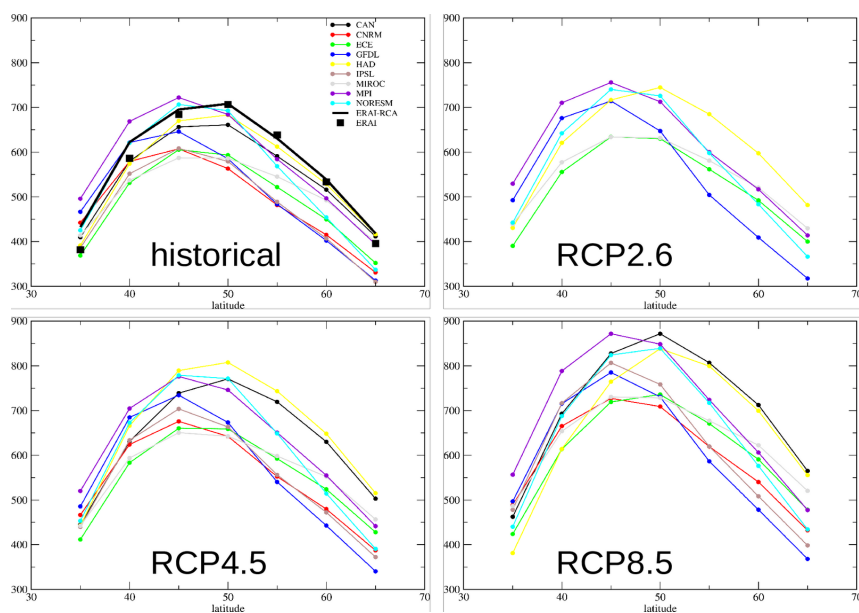 900
800
700
600
500
400
300
30
40
50
60
70
latitude
CAN
CNRM
ECE
GFDL
HAD
IPSL
MIROC
MPI
NORESM
ERAI-RCA
ERAI
historical
900
800
700
600
500
400
300
30
40
50
60
70
latitude
RCP2.6
900
800
700
600
500
400
300
30
40
50
60
70
latitude
RCP4.5
900
800
700
600
500
400
300
30
40
50
60
70
latitude
RCP8.5